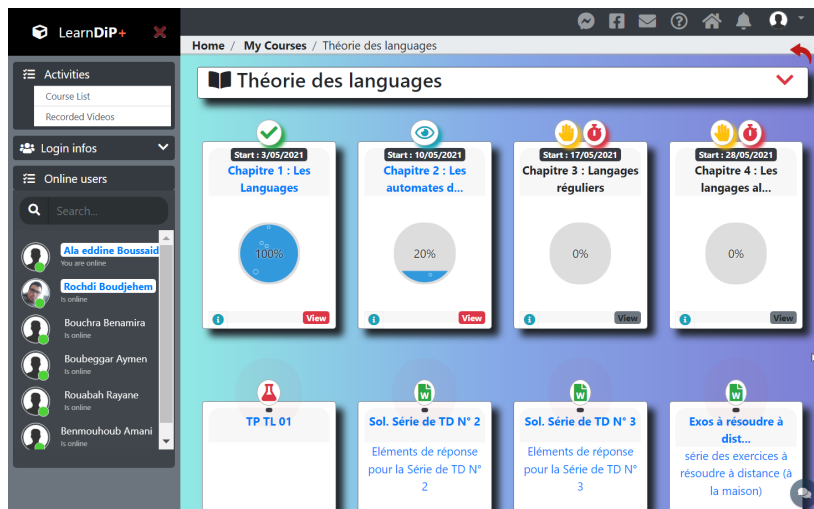 LearnDiP+
Home / My Courses / Théorie des languages
Activities
Course List
Recorded Videos
Login infos
Online users
Search...
Ala eddine Boussaid
You are online
Rochdi Boudjehem
Is online
Bouchra Benamira
Is online
Boubeggar Aymen
Is online
Rouabah Rayane
Is online
Benmouhoub Amani
Is online
Théorie des languages
Start : 3/05/2021
Chapitre 1 : Les
Languages
100%
View
Start : 10/05/2021
Chapitre 2 : Les
automates d...
20%
View
Start : 17/05/2021
Chapitre 3 : Langages
réguliers
0%
View
Start : 28/05/2021
Chapitre 4 : Les
langages al...
0%
View
TP TL 01
Sol. Série de TD N° 2
Eléments de réponse
pour la Série de TD N°
2
Sol. Série de TD N° 3
Eléments de réponse
pour la Série de TD N°
3
Exos à résoudre à
dist...
série des exercices à
résoudre à distance (à
la maison)